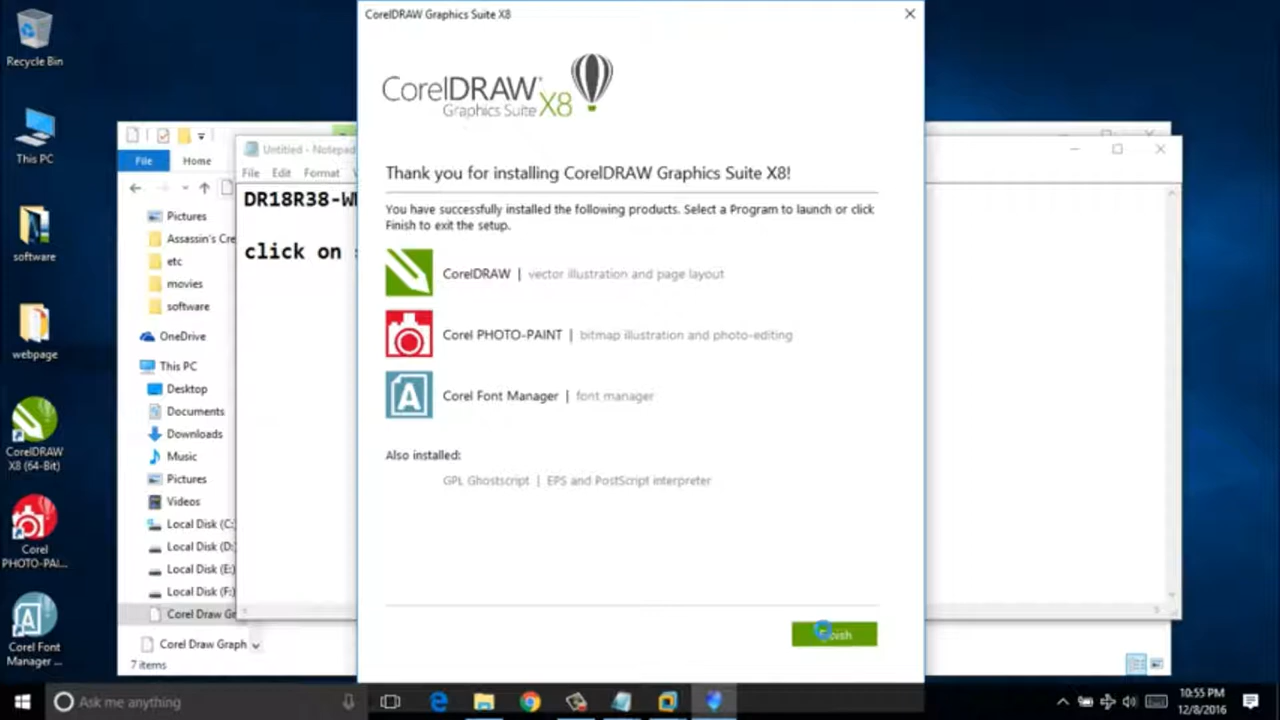 CorelDRAW Graphics Suite X8
Recycle Bin
This PC
software
webpage
CorelDRAW
X8 (64-Bit)
Corel
PHOTO-PAI...
Corel Font
Manager ...
File
Home
Pictures
Assassin's Cre
etc
movies
software
OneDrive
This PC
Desktop
Documents
Downloads
Music
Pictures
Videos
Local Disk (C:
Local Disk (D:
Local Disk (E:)
Local Disk (F:)
Corel Draw Gr
Corel Draw Graph
7 items
Untitled - Notepad
File Edit Format
DR18R38-W
click on
CorelDRAW
Graphics Suite X8
Thank you for installing CorelDRAW Graphics Suite X8!
You have successfully installed the following products. Select a Program to launch or click
Finish to exit the setup.
CorelDRAW | vector illustration and page layout
Corel PHOTO-PAINT | bitmap illustration and photo-editing
Corel Font Manager | font manager
Also installed:
GPL Ghostscript | EPS and PostScript interpreter
Finish
Ask me anything
10:55 PM
12/8/2016